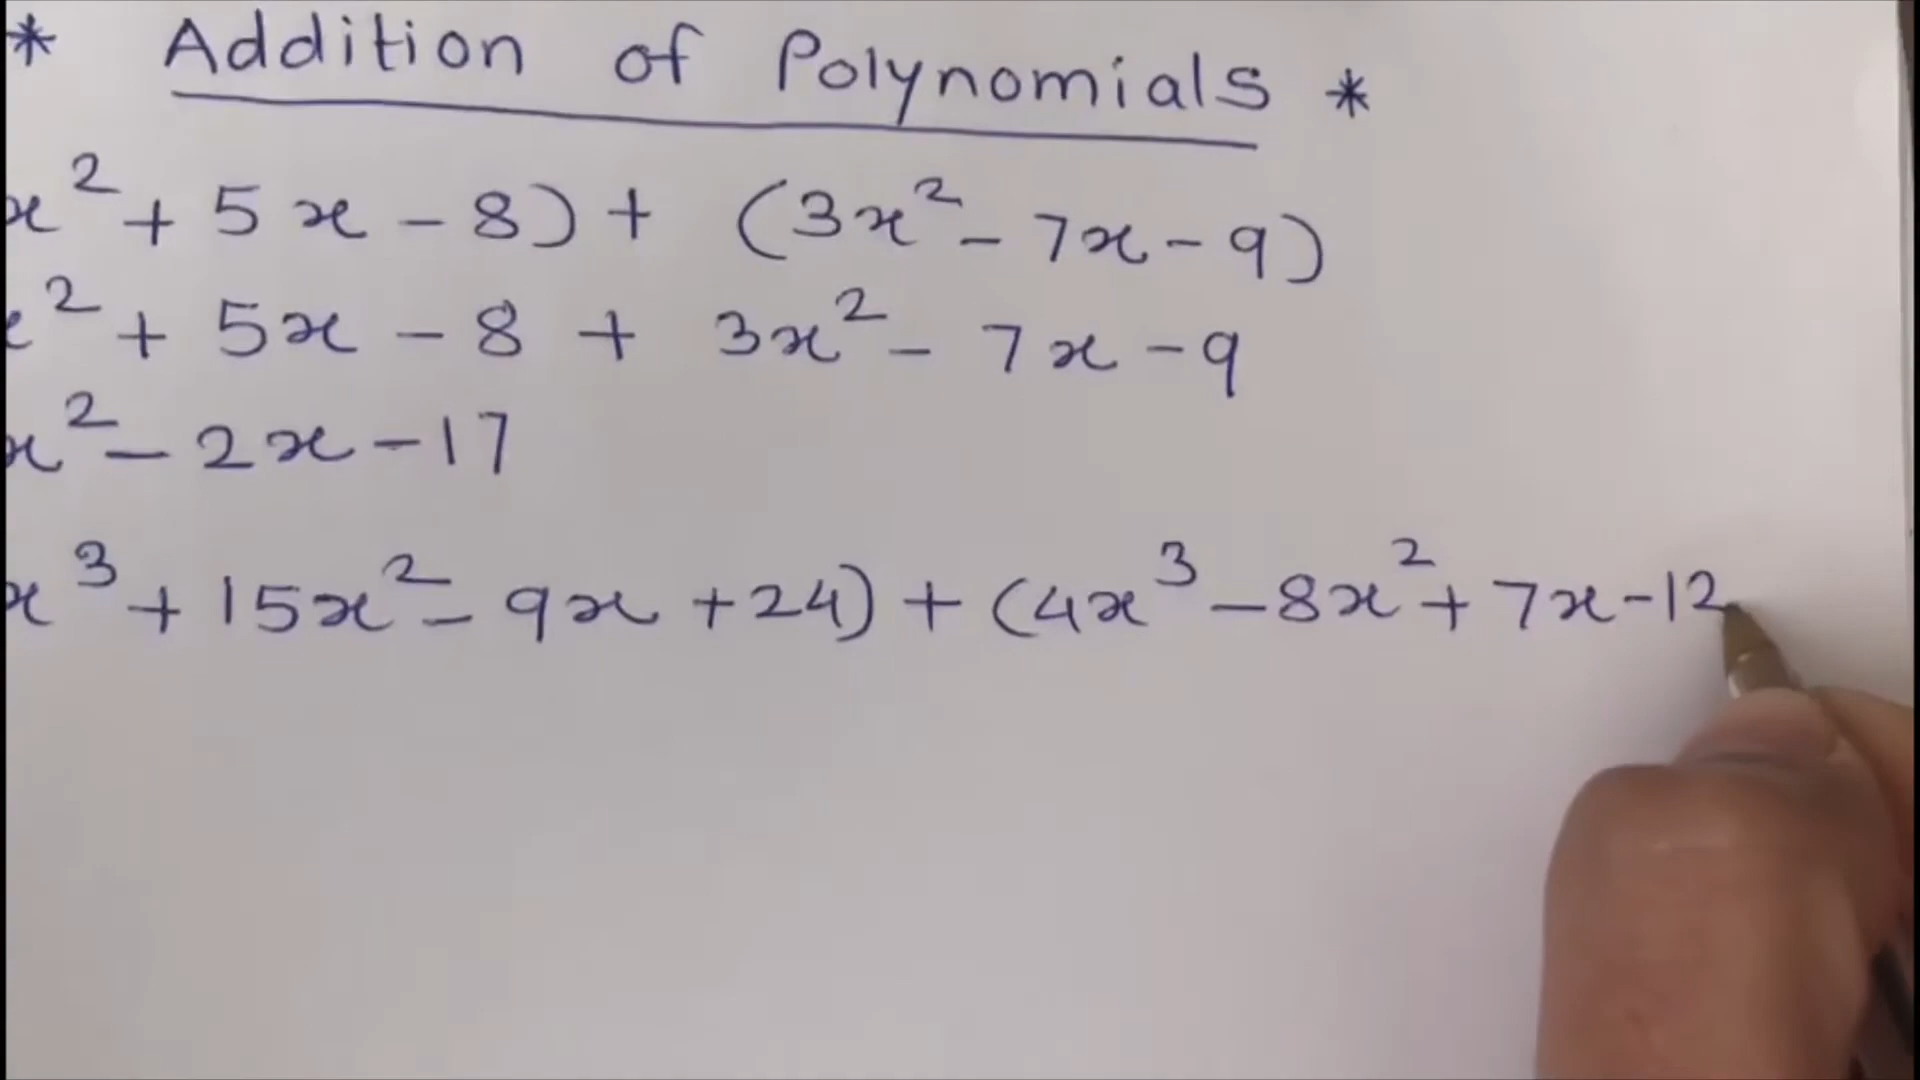 * Addition of Polynomials *
x² + 5x - 8) + (3x² - 7x - 9)
x² + 5x - 8 + 3x² - 7x - 9
x² - 2x - 17
x³ + 15x² - 9x + 24) + (4x³ - 8x² + 7x - 12